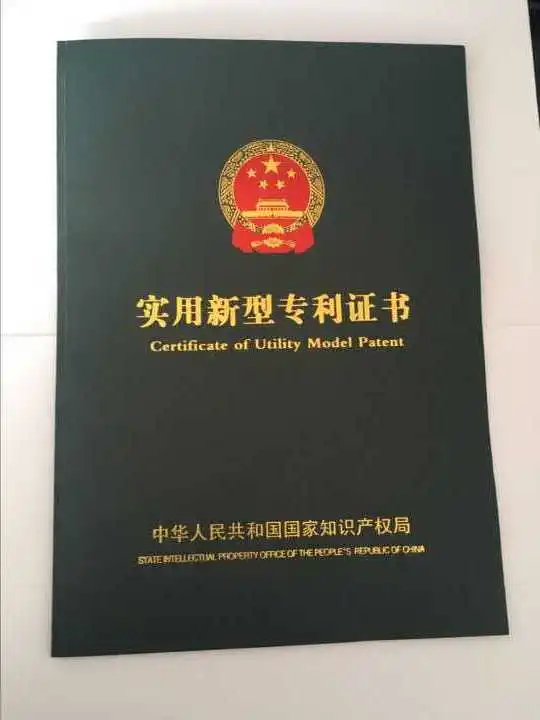 实用新型专利证书
Certificate of Utility Model Patent
中华人民共和国国家知识产权局
STATE INTELLECTUAL PROPERTY OFFICE OF THE PEOPLE'S REPUBLIC OF CHINA